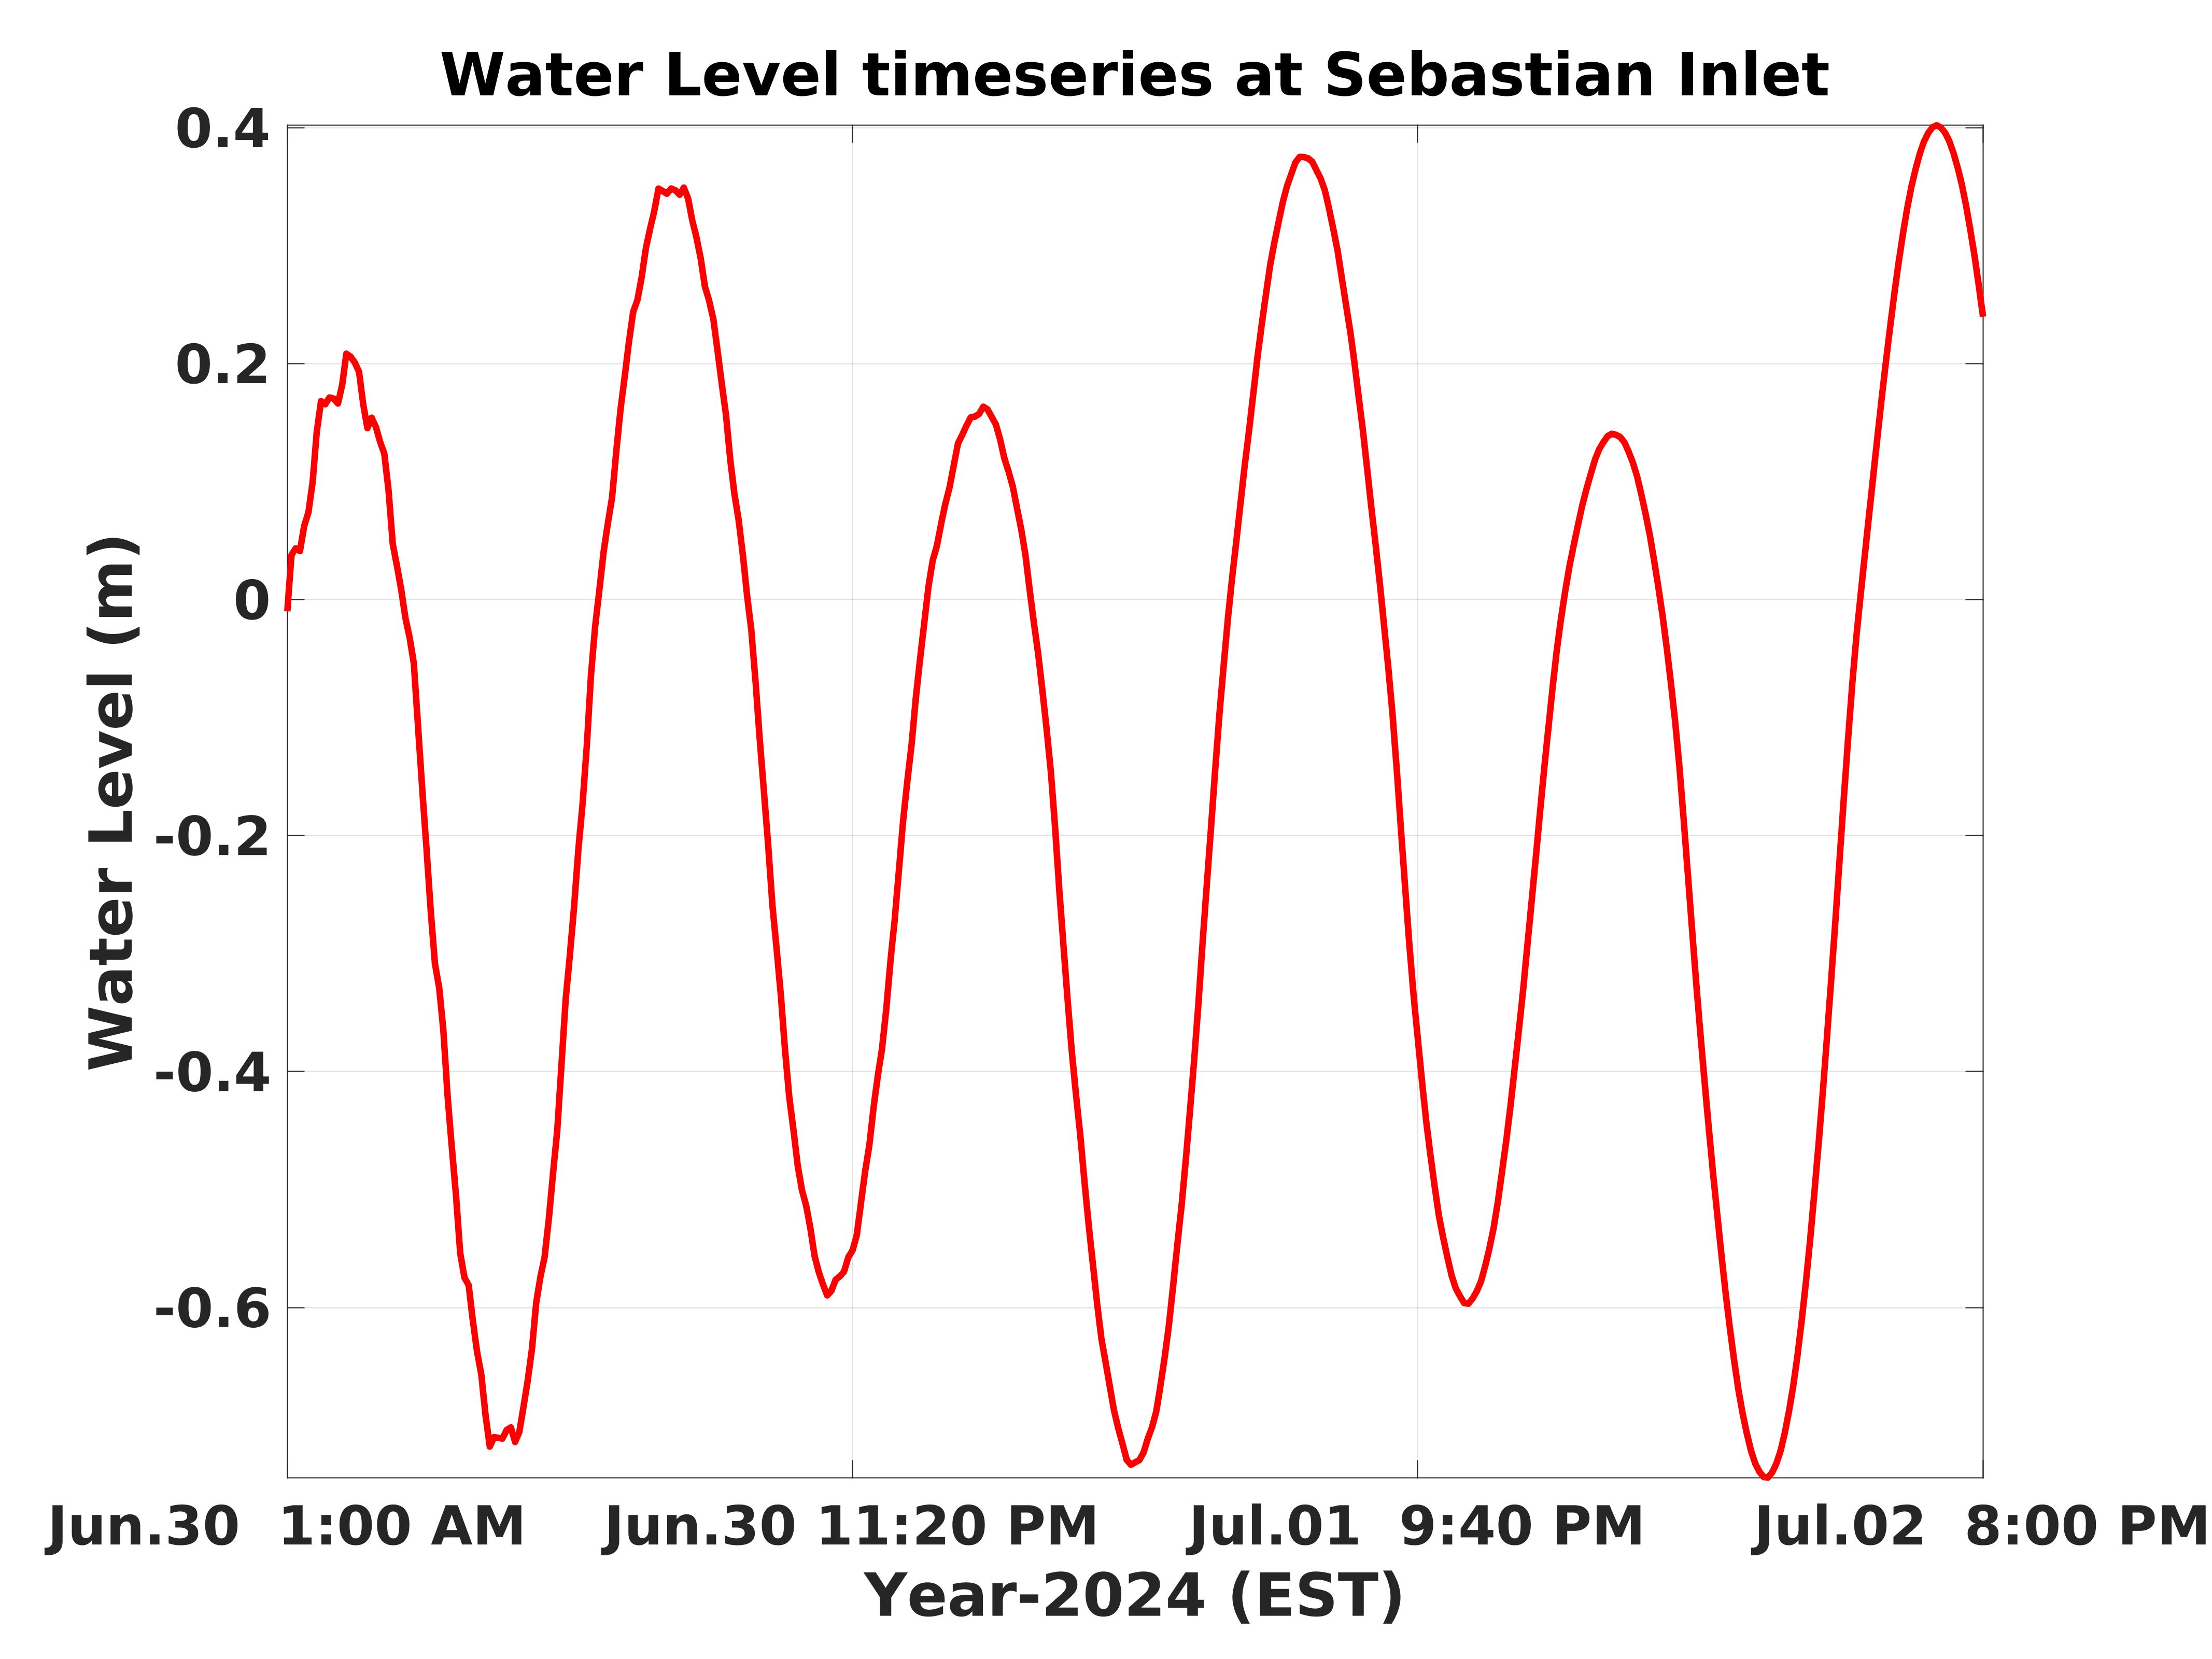 Water Level timeseries at Sebastian Inlet
0.4
0.2
0
-0.2
-0.4
-0.6
Water Level (m)
Jun.30 1:00 AM
Jun.30 11:20 PM
Jul.01 9:40 PM
Jul.02 8:00 PM
Year-2024 (EST)